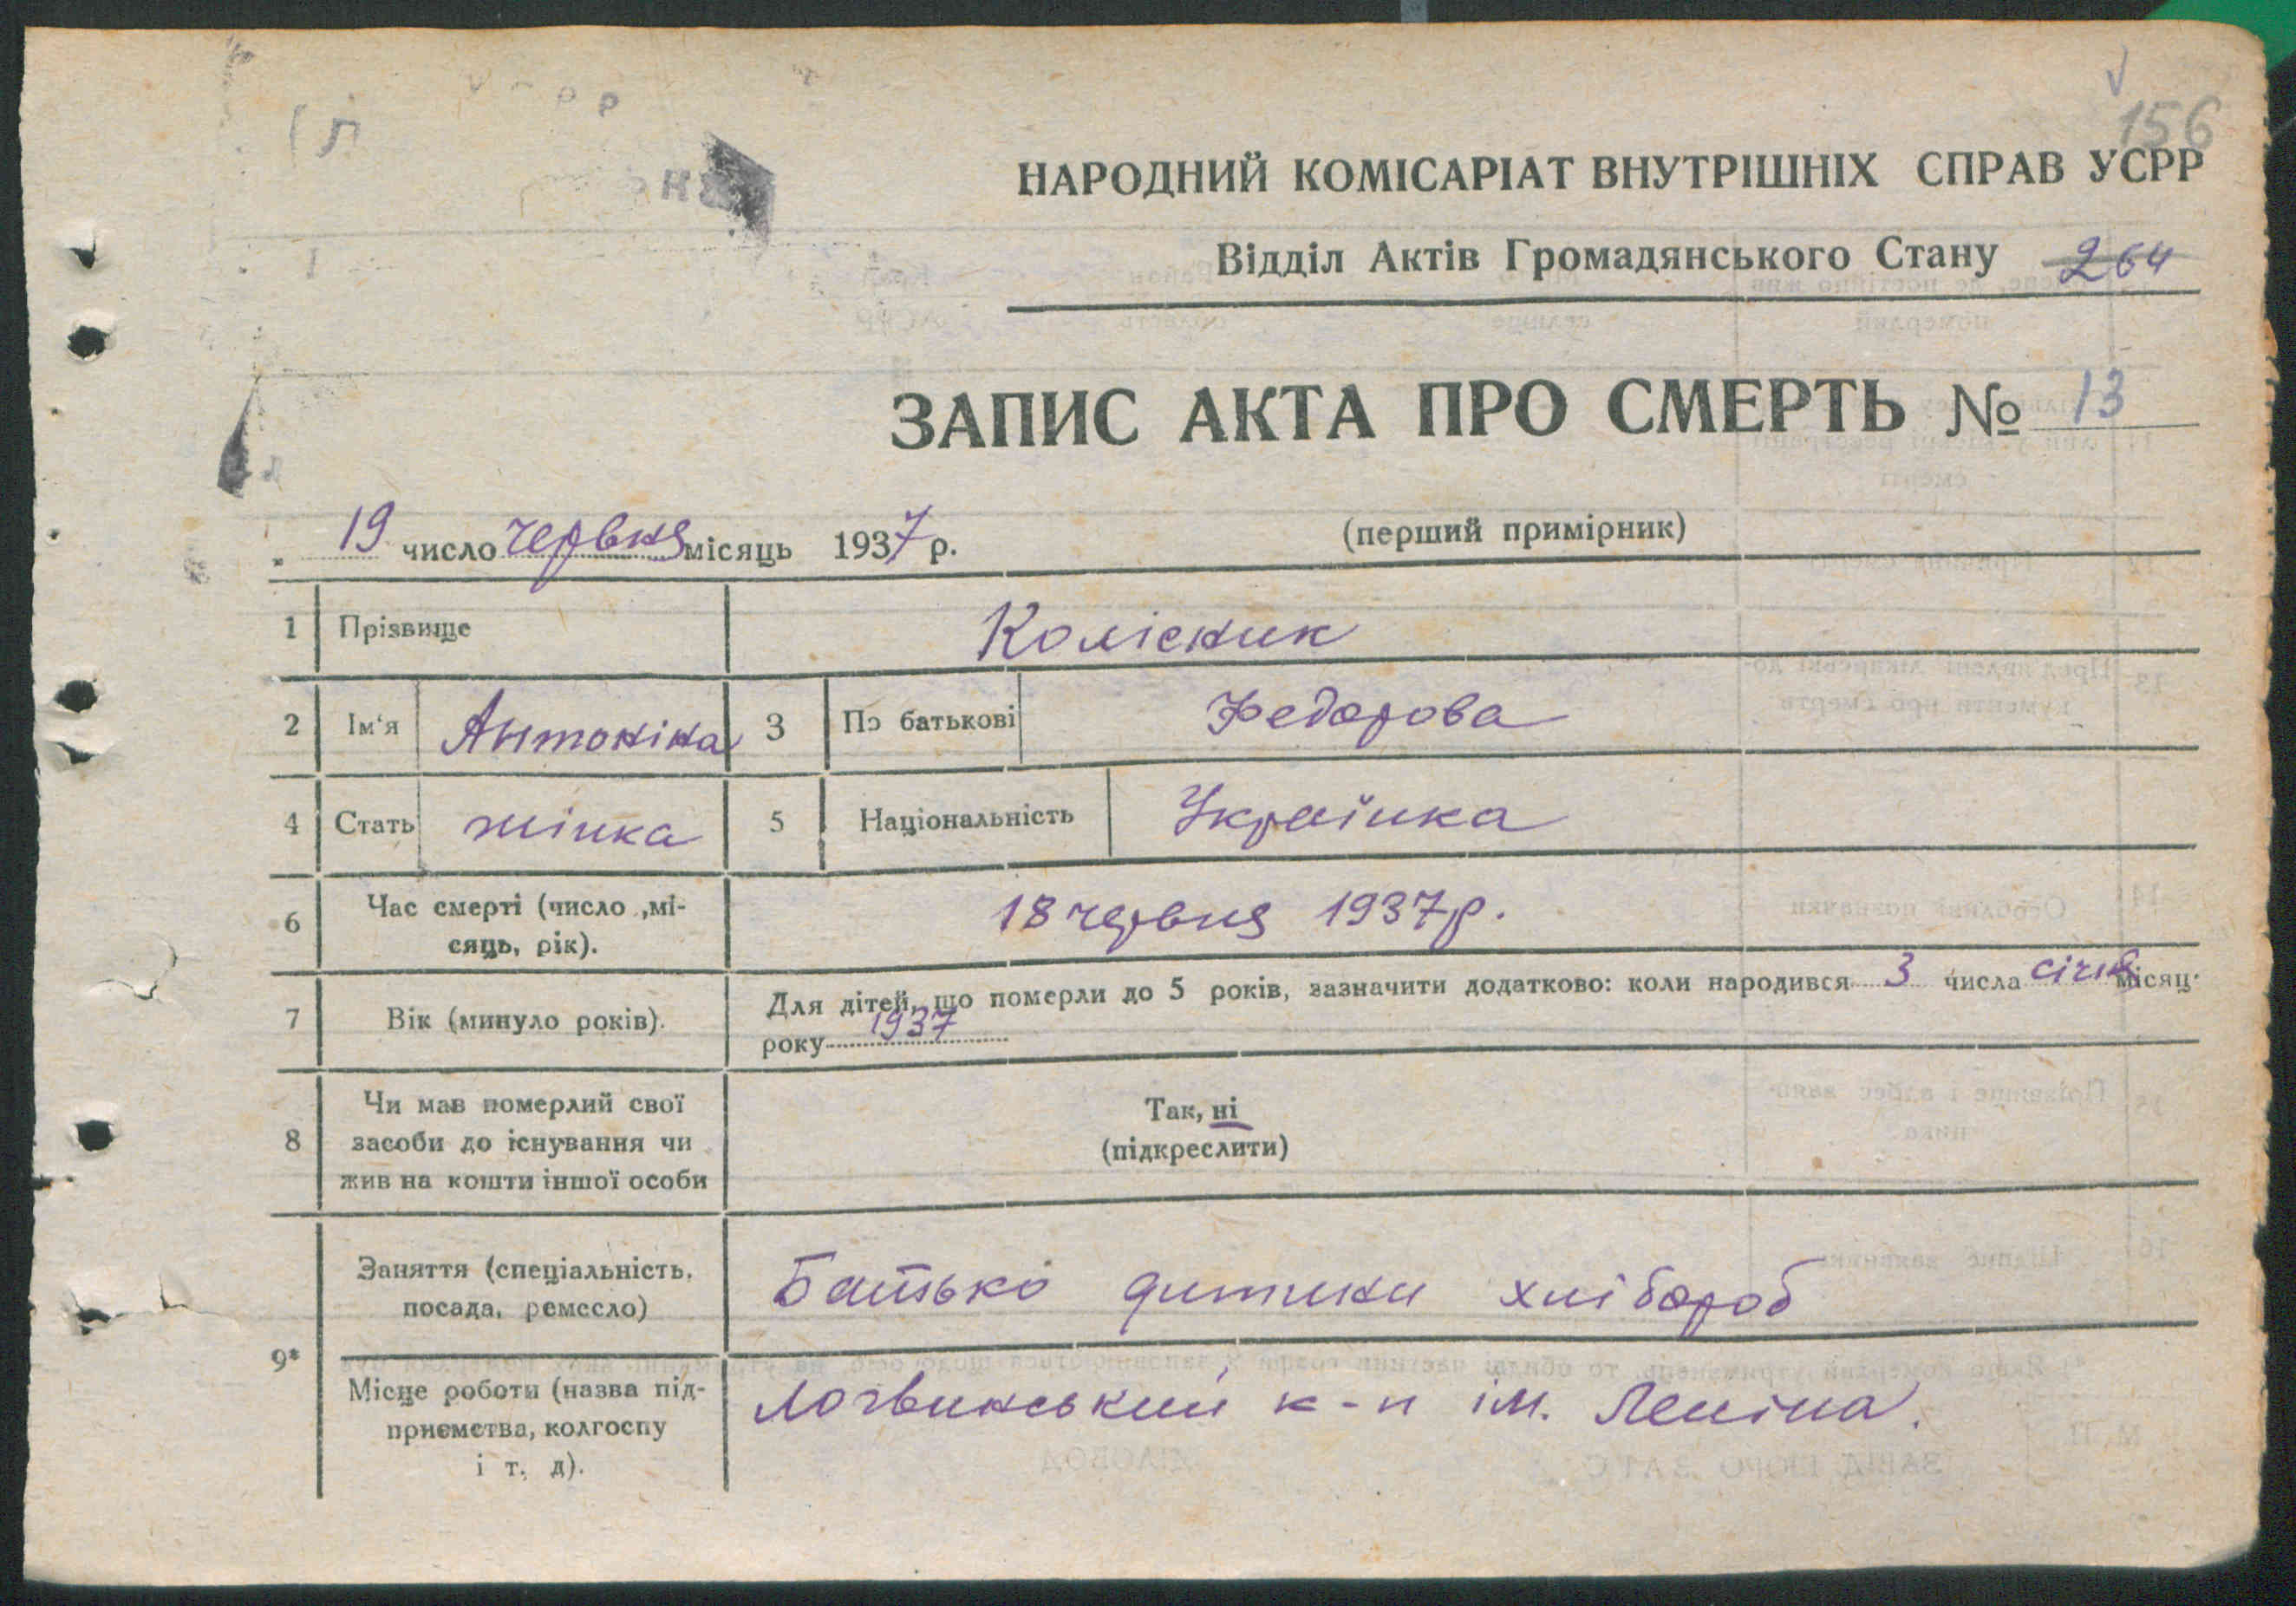 156
НАРОДНИЙ КОМІСАРІАТ ВНУТРІШНІХ СПРАВ УСРР
Відділ Актів Громадянського Стану 264
ЗАПИС АКТА ПРО СМЕРТЬ № 13
19 число червня місяць 1937 р.
(перший примірник)
1 Прізвище Колісник
2 Ім'я Антоніна 3 По батькові Федорова
4 Стать жінка 5 Національність Українка
6 Час смерті (число ,мі-
сяць, рік). 18 червня 1937 р.
7 Вік (минуло років). Для дітей, що померли до 5 років, зазначити додатково: коли народився 3 числа січня місяц.
року 1937
8 Чи мав померлий свої
засоби до існування чи
жив на кошти іншої особи
Так, ні
(підкреслити)
9* Заняття (спеціальність,
посада, ремесло) Батько дитини хлібороб
Місце роботи (назва під-
приємства, колгоспу
і т. д). Логвинський к-п ім. Леніна.